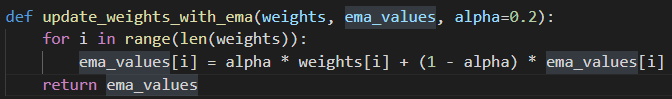 def update_weights_with_ema(weights, ema_values, alpha=0.2):
    for i in range(len(weights)):
        ema_values[i] = alpha * weights[i] + (1 - alpha) * ema_values[i]
    return ema_values